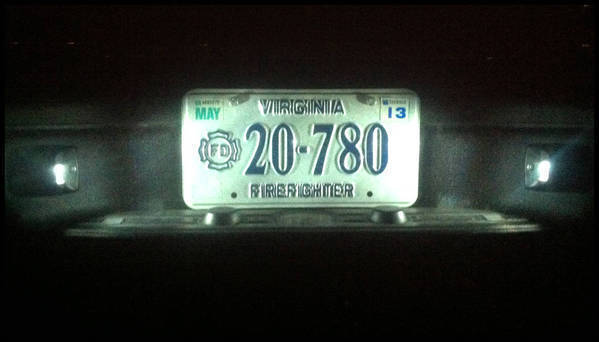 MAY
VIRGINIA
13
FD
20-780
FIREFIGHTER